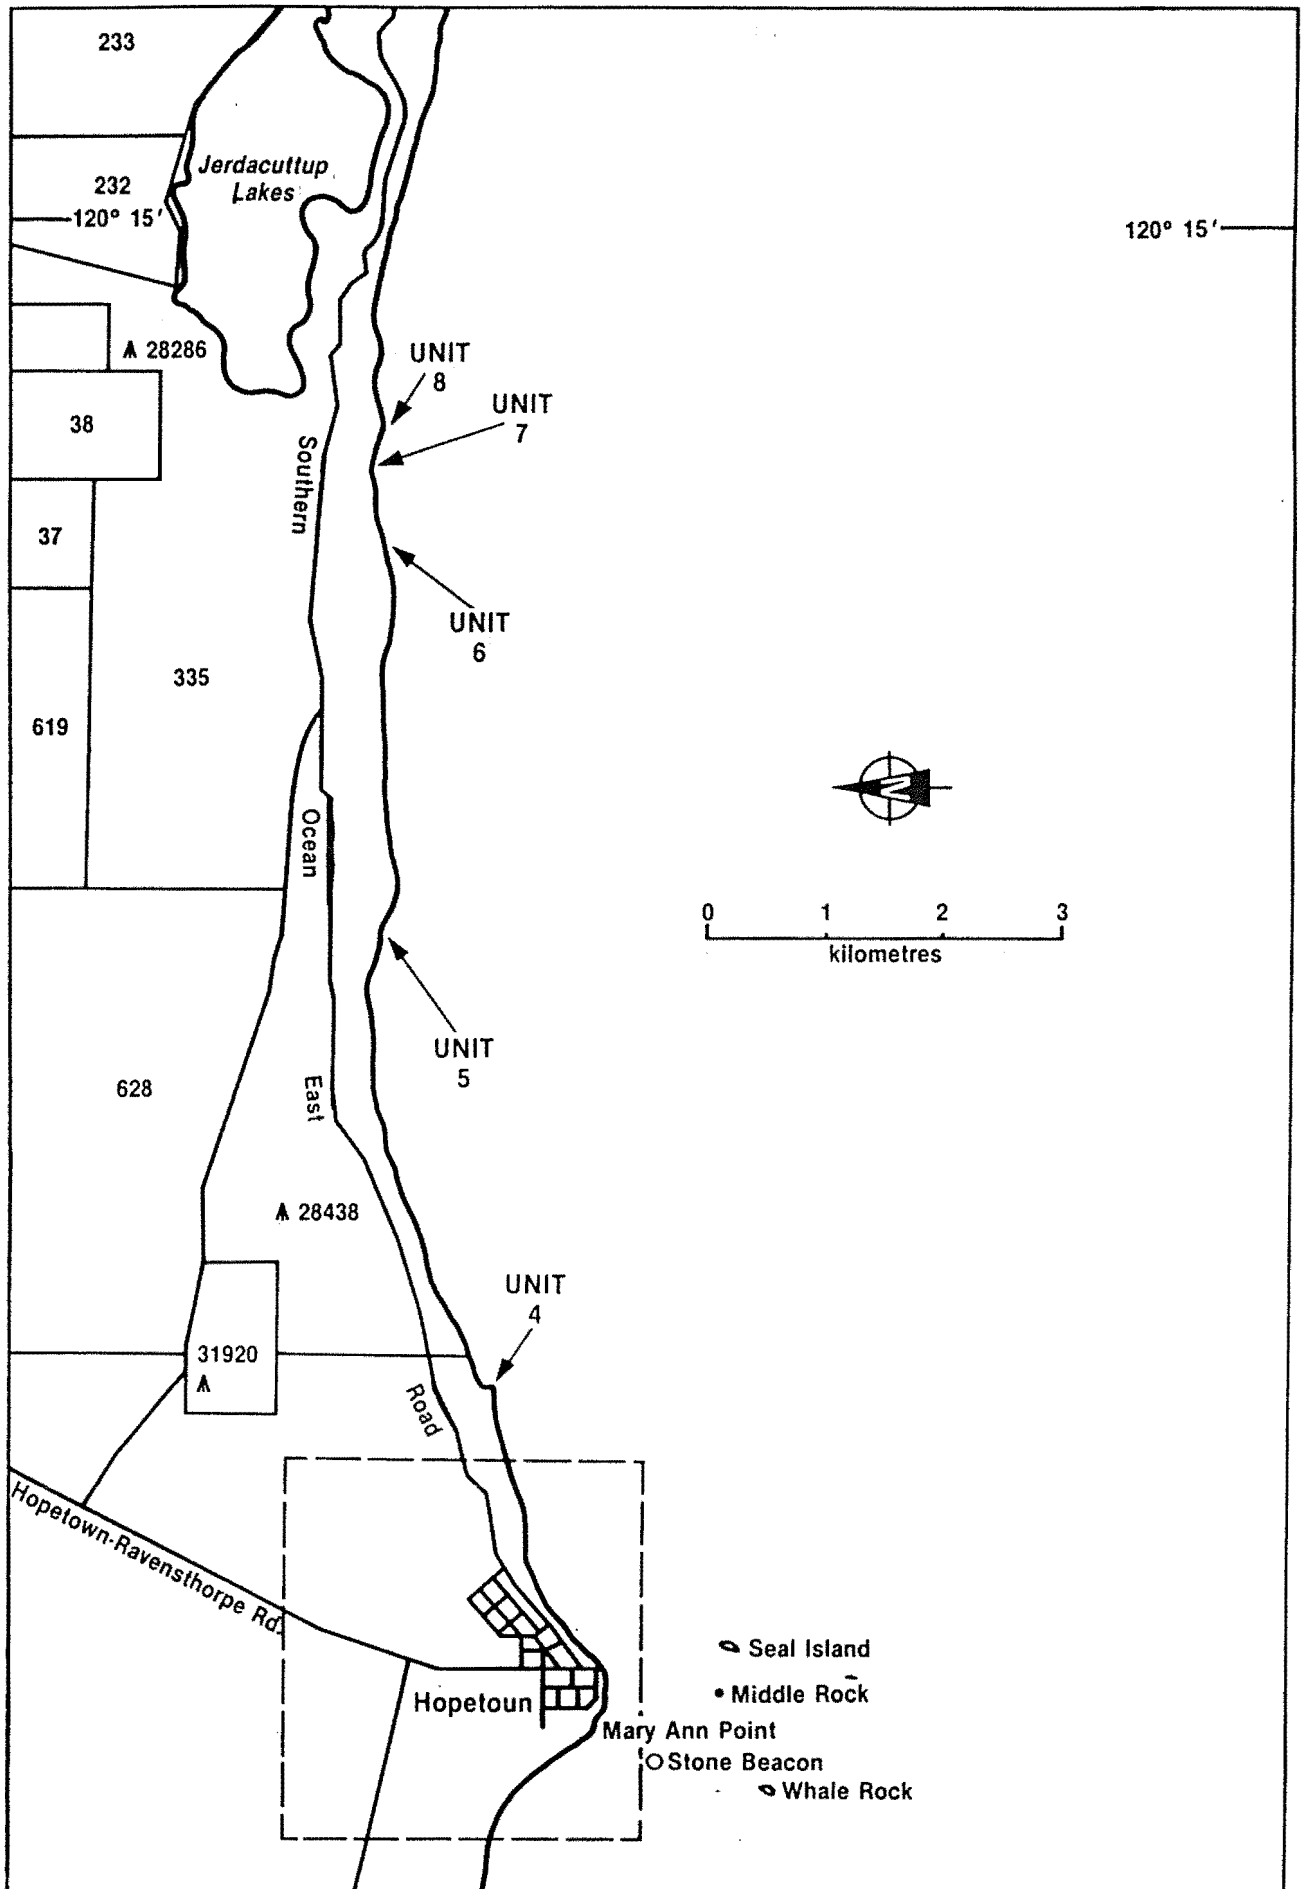 233
Jerdacuttup
Lakes
232
120° 15′
120° 15′
28286
UNIT
8
UNIT
7
38
Southern
37
UNIT
6
335
619
N
Ocean
0 1 2 3
kilometres
UNIT
5
628
East
28438
UNIT
4
31920
Road
Hopetown-Ravensthorpe Rd.
Seal Island
Middle Rock
Hopetoun
Mary Ann Point
Stone Beacon
Whale Rock